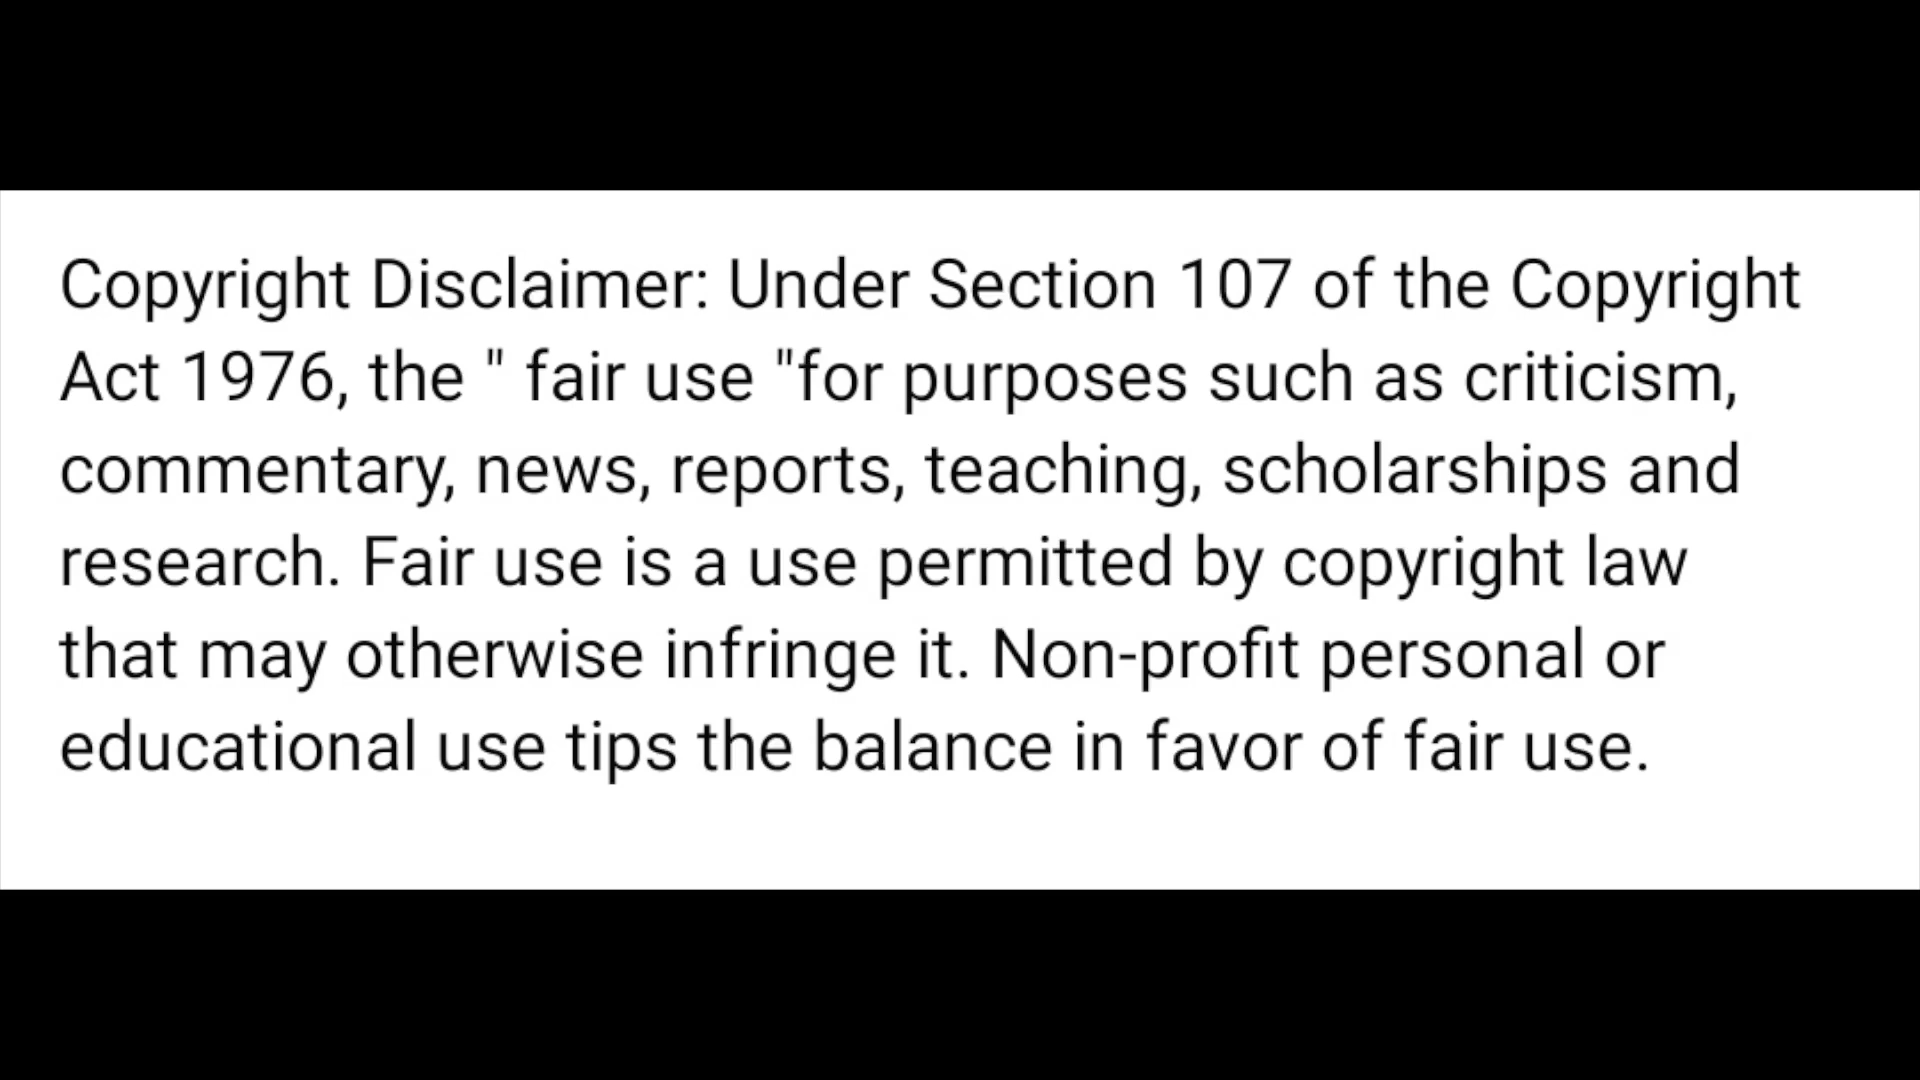 Copyright Disclaimer: Under Section 107 of the Copyright
Act 1976, the " fair use "for purposes such as criticism,
commentary, news, reports, teaching, scholarships and
research. Fair use is a use permitted by copyright law
that may otherwise infringe it. Non-profit personal or
educational use tips the balance in favor of fair use.